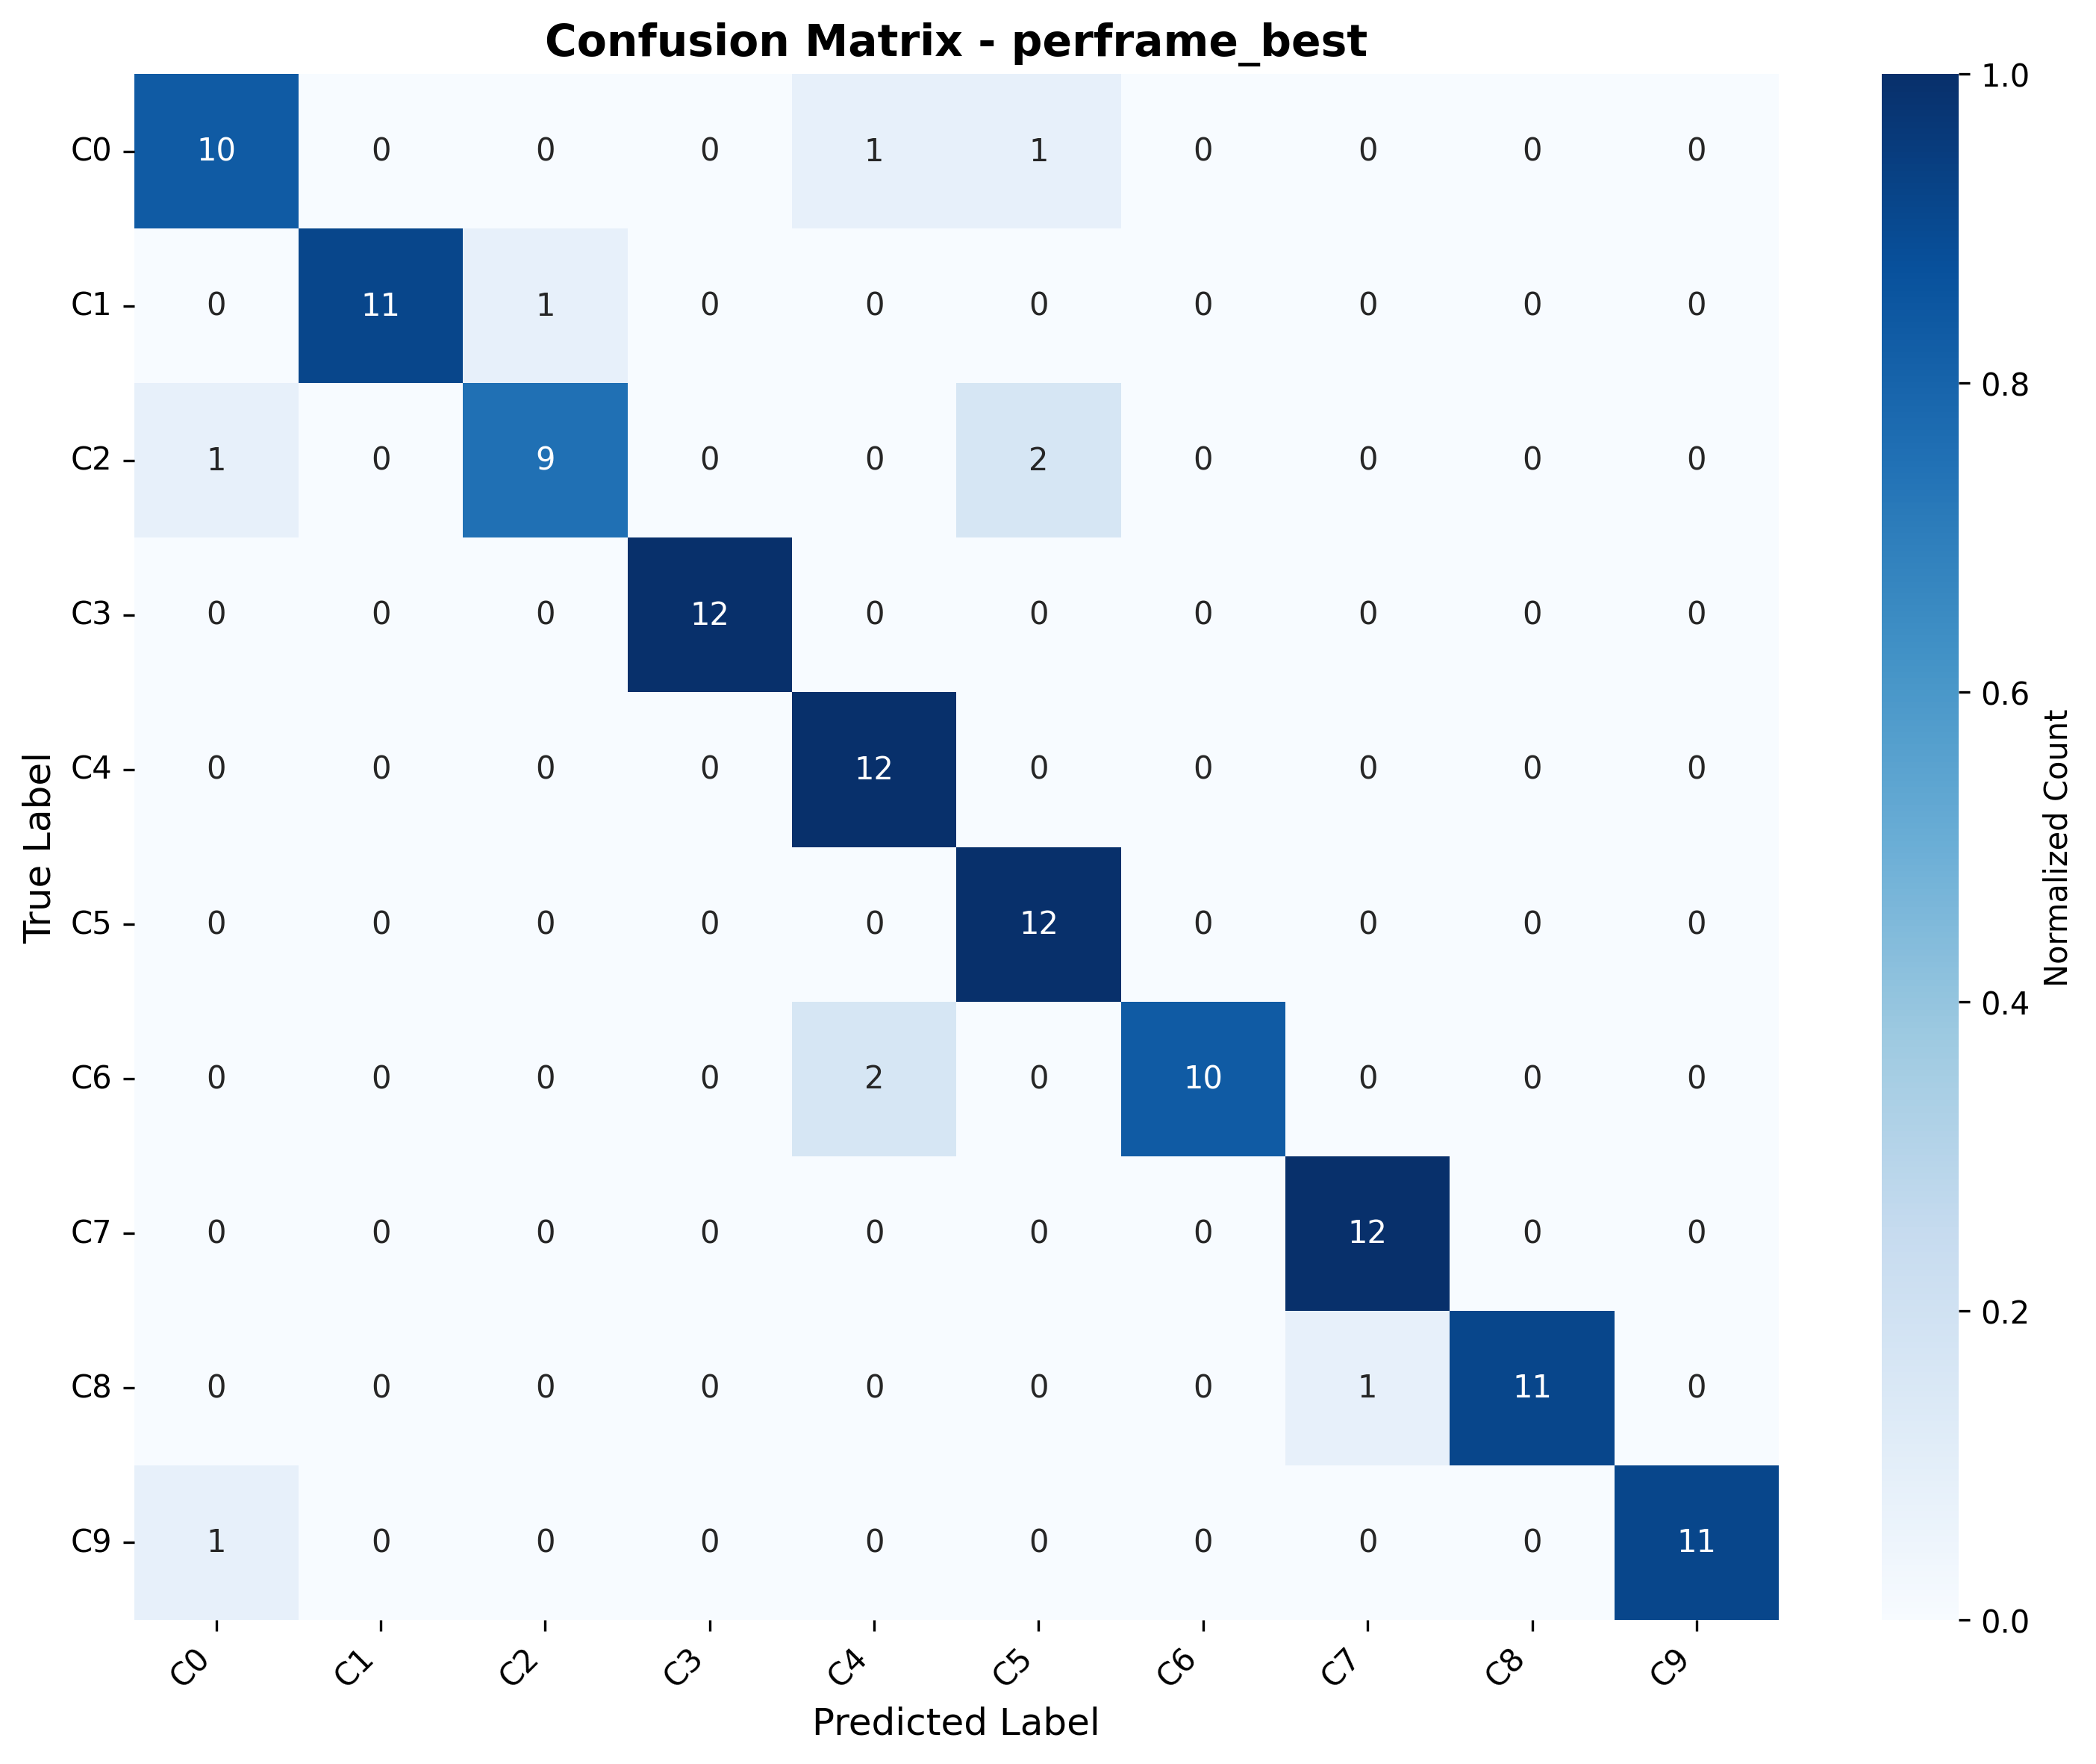 Confusion Matrix - perframe_best
C0 10 0 0 0 1 1 0 0 0 0
C1 0 11 1 0 0 0 0 0 0 0
C2 1 0 9 0 0 2 0 0 0 0
C3 0 0 0 12 0 0 0 0 0 0
C4 0 0 0 0 12 0 0 0 0 0
C5 0 0 0 0 0 12 0 0 0 0
C6 0 0 0 0 2 0 10 0 0 0
C7 0 0 0 0 0 0 0 12 0 0
C8 0 0 0 0 0 0 0 1 11 0
C9 1 0 0 0 0 0 0 0 0 11
C0 C1 C2 C3 C4 C5 C6 C7 C8 C9
Predicted Label
True Label
1.0
0.8
0.6
0.4
0.2
0.0
Normalized Count